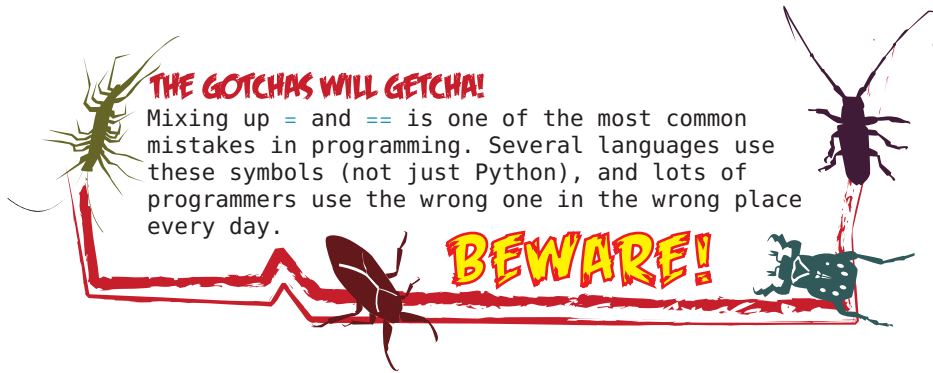 THE GOTCHAS WILL GETCHA!
Mixing up = and == is one of the most common
mistakes in programming. Several languages use
these symbols (not just Python), and lots of
programmers use the wrong one in the wrong place
every day.
BEWARE!